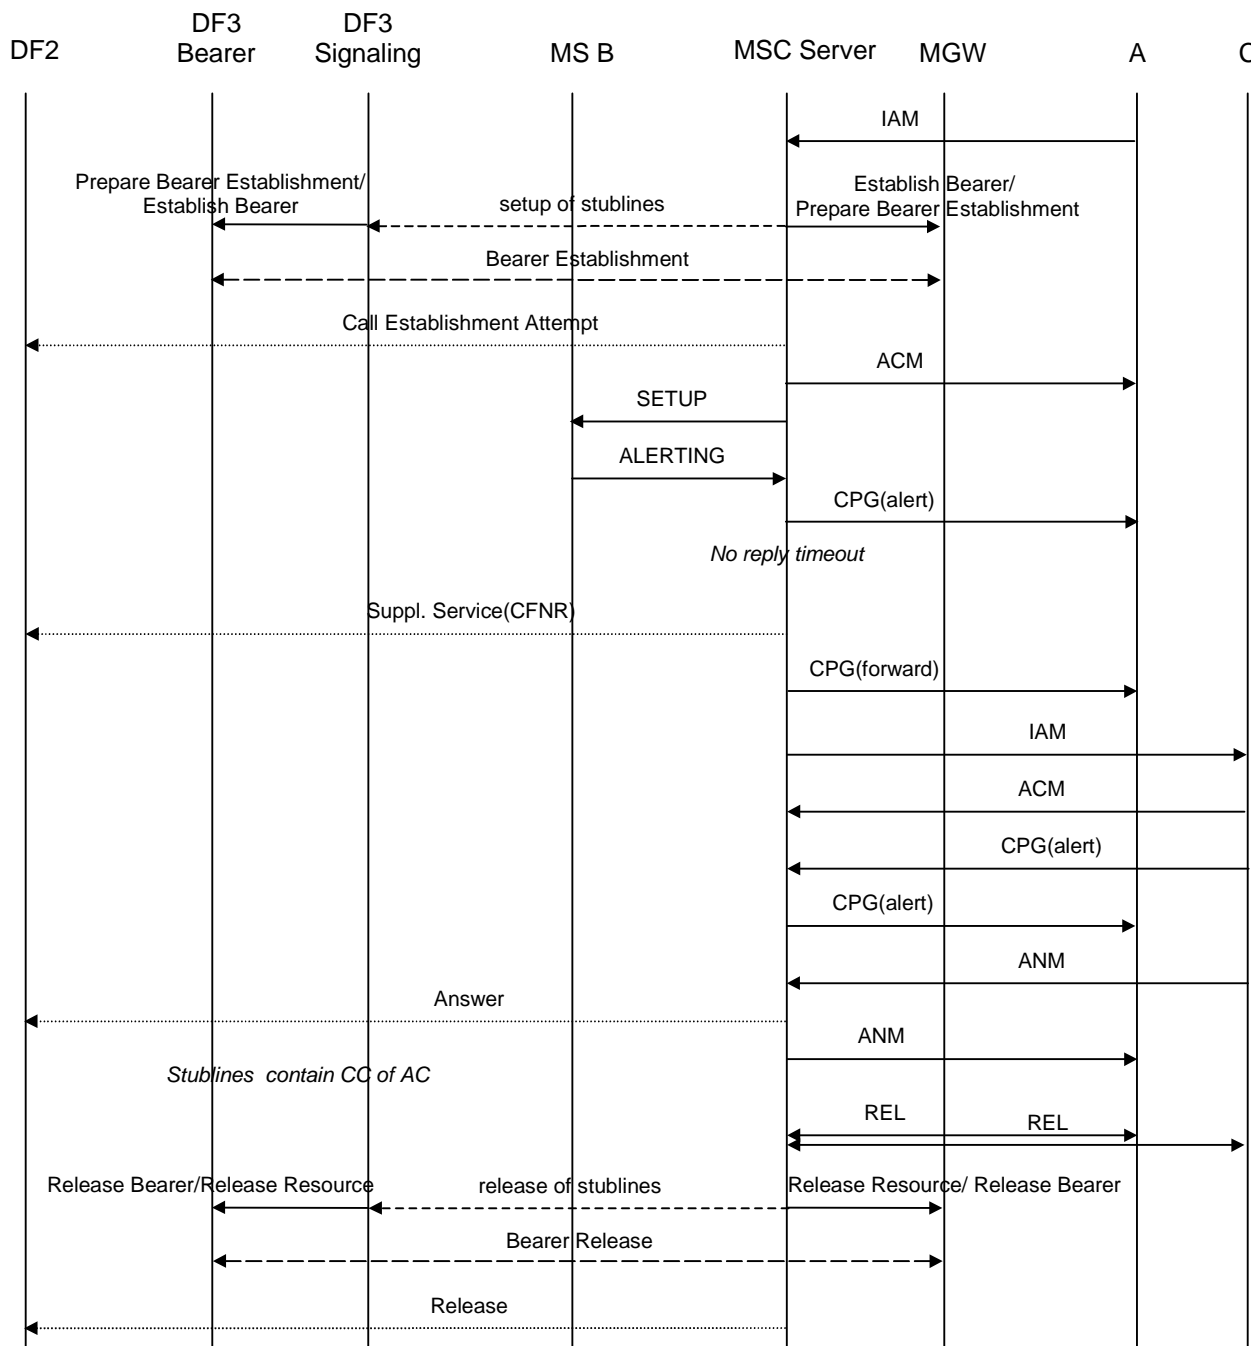 DF3
DF3
DF2
Bearer
Signaling
MS B
MSC Server
MGW
A
C
IAM
Prepare Bearer Establishment/
Establish Bearer
setup of stublines
Establish Bearer/
Prepare Bearer Establishment
Bearer Establishment
Call Establishment Attempt
ACM
SETUP
ALERTING
CPG(alert)
No reply timeout
Suppl. Service(CFNR)
CPG(forward)
IAM
ACM
CPG(alert)
CPG(alert)
ANM
Answer
ANM
Stublines contain CC of AC
REL
REL
Release Bearer/Release Resource
release of stublines
Release Resource/ Release Bearer
Bearer Release
Release